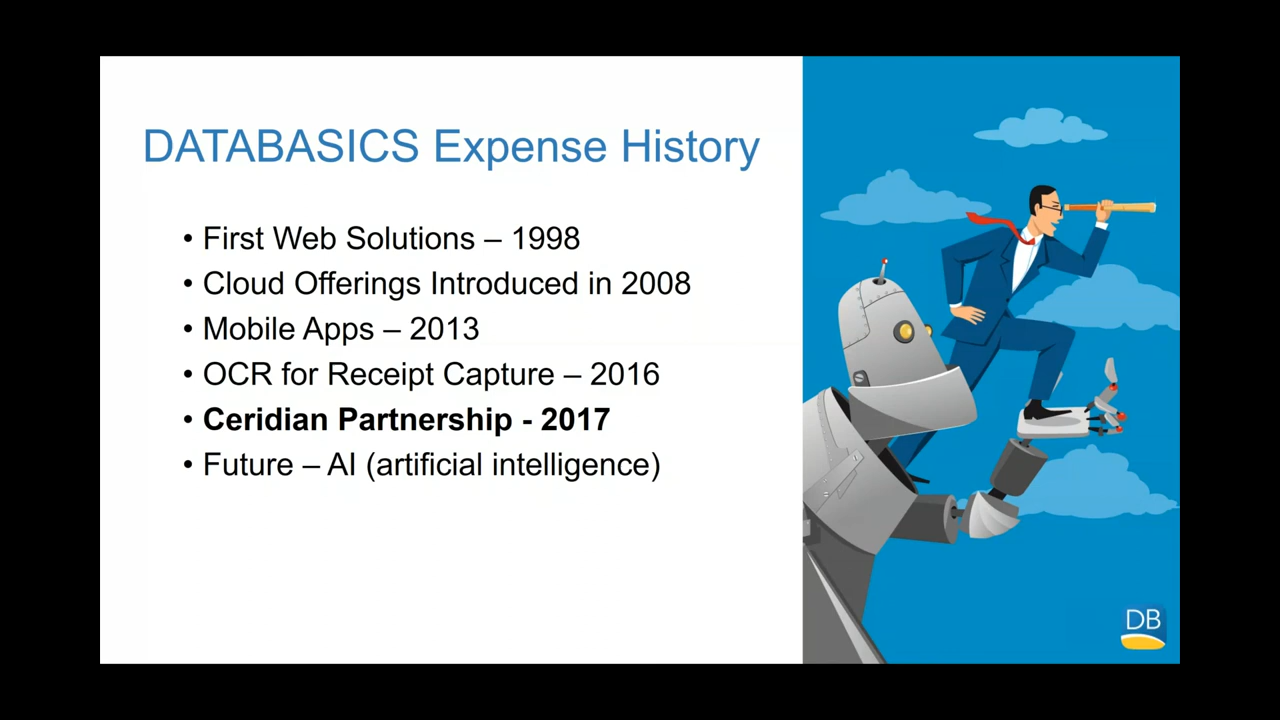 DATABASICS Expense History
• First Web Solutions – 1998
• Cloud Offerings Introduced in 2008
• Mobile Apps – 2013
• OCR for Receipt Capture – 2016
• Ceridian Partnership - 2017
• Future – AI (artificial intelligence)
DB